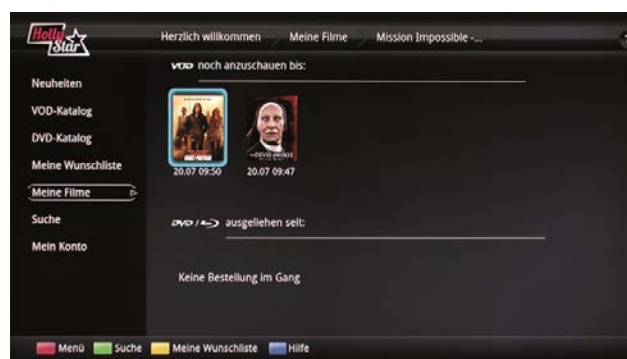 Holly Star
Herzlich willkommen Meine Filme Mission Impossible -...
VOD noch anzuschauen bis:
Neuheiten
VOD-Katalog
DVD-Katalog
Meine Wunschliste
Meine Filme
Suche
Mein Konto
20.07 09:50 20.07 09:47
DVD / ausgeliehen seit:
Keine Bestellung im Gang
Menü Suche Meine Wunschliste Hilfe